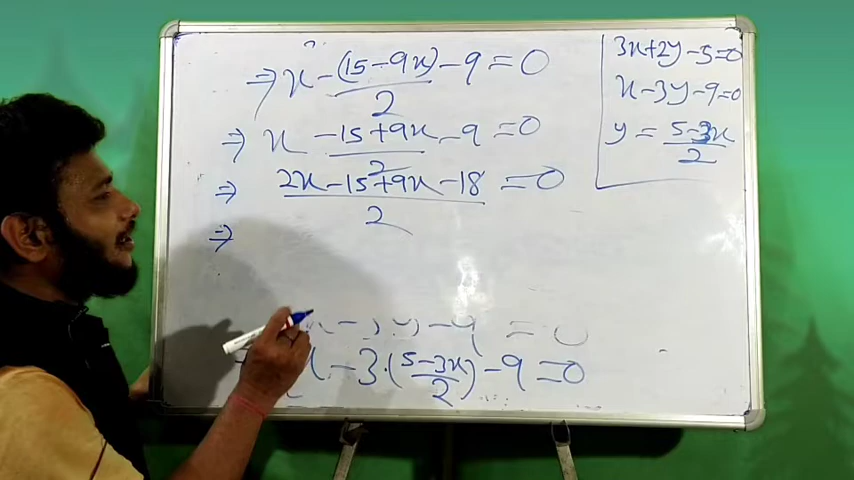 ⇒ x - (15-9x)/2 - 9 = 0
⇒ x - 15+9x/2 - 9 = 0
⇒ 2x-15+9x-18/2 = 0
⇒
x - 3y - 9 = 0
x - 3·(5-3x/2) - 9 = 0
3x+2y-5=0
x-3y-9=0
y = 5-3x/2